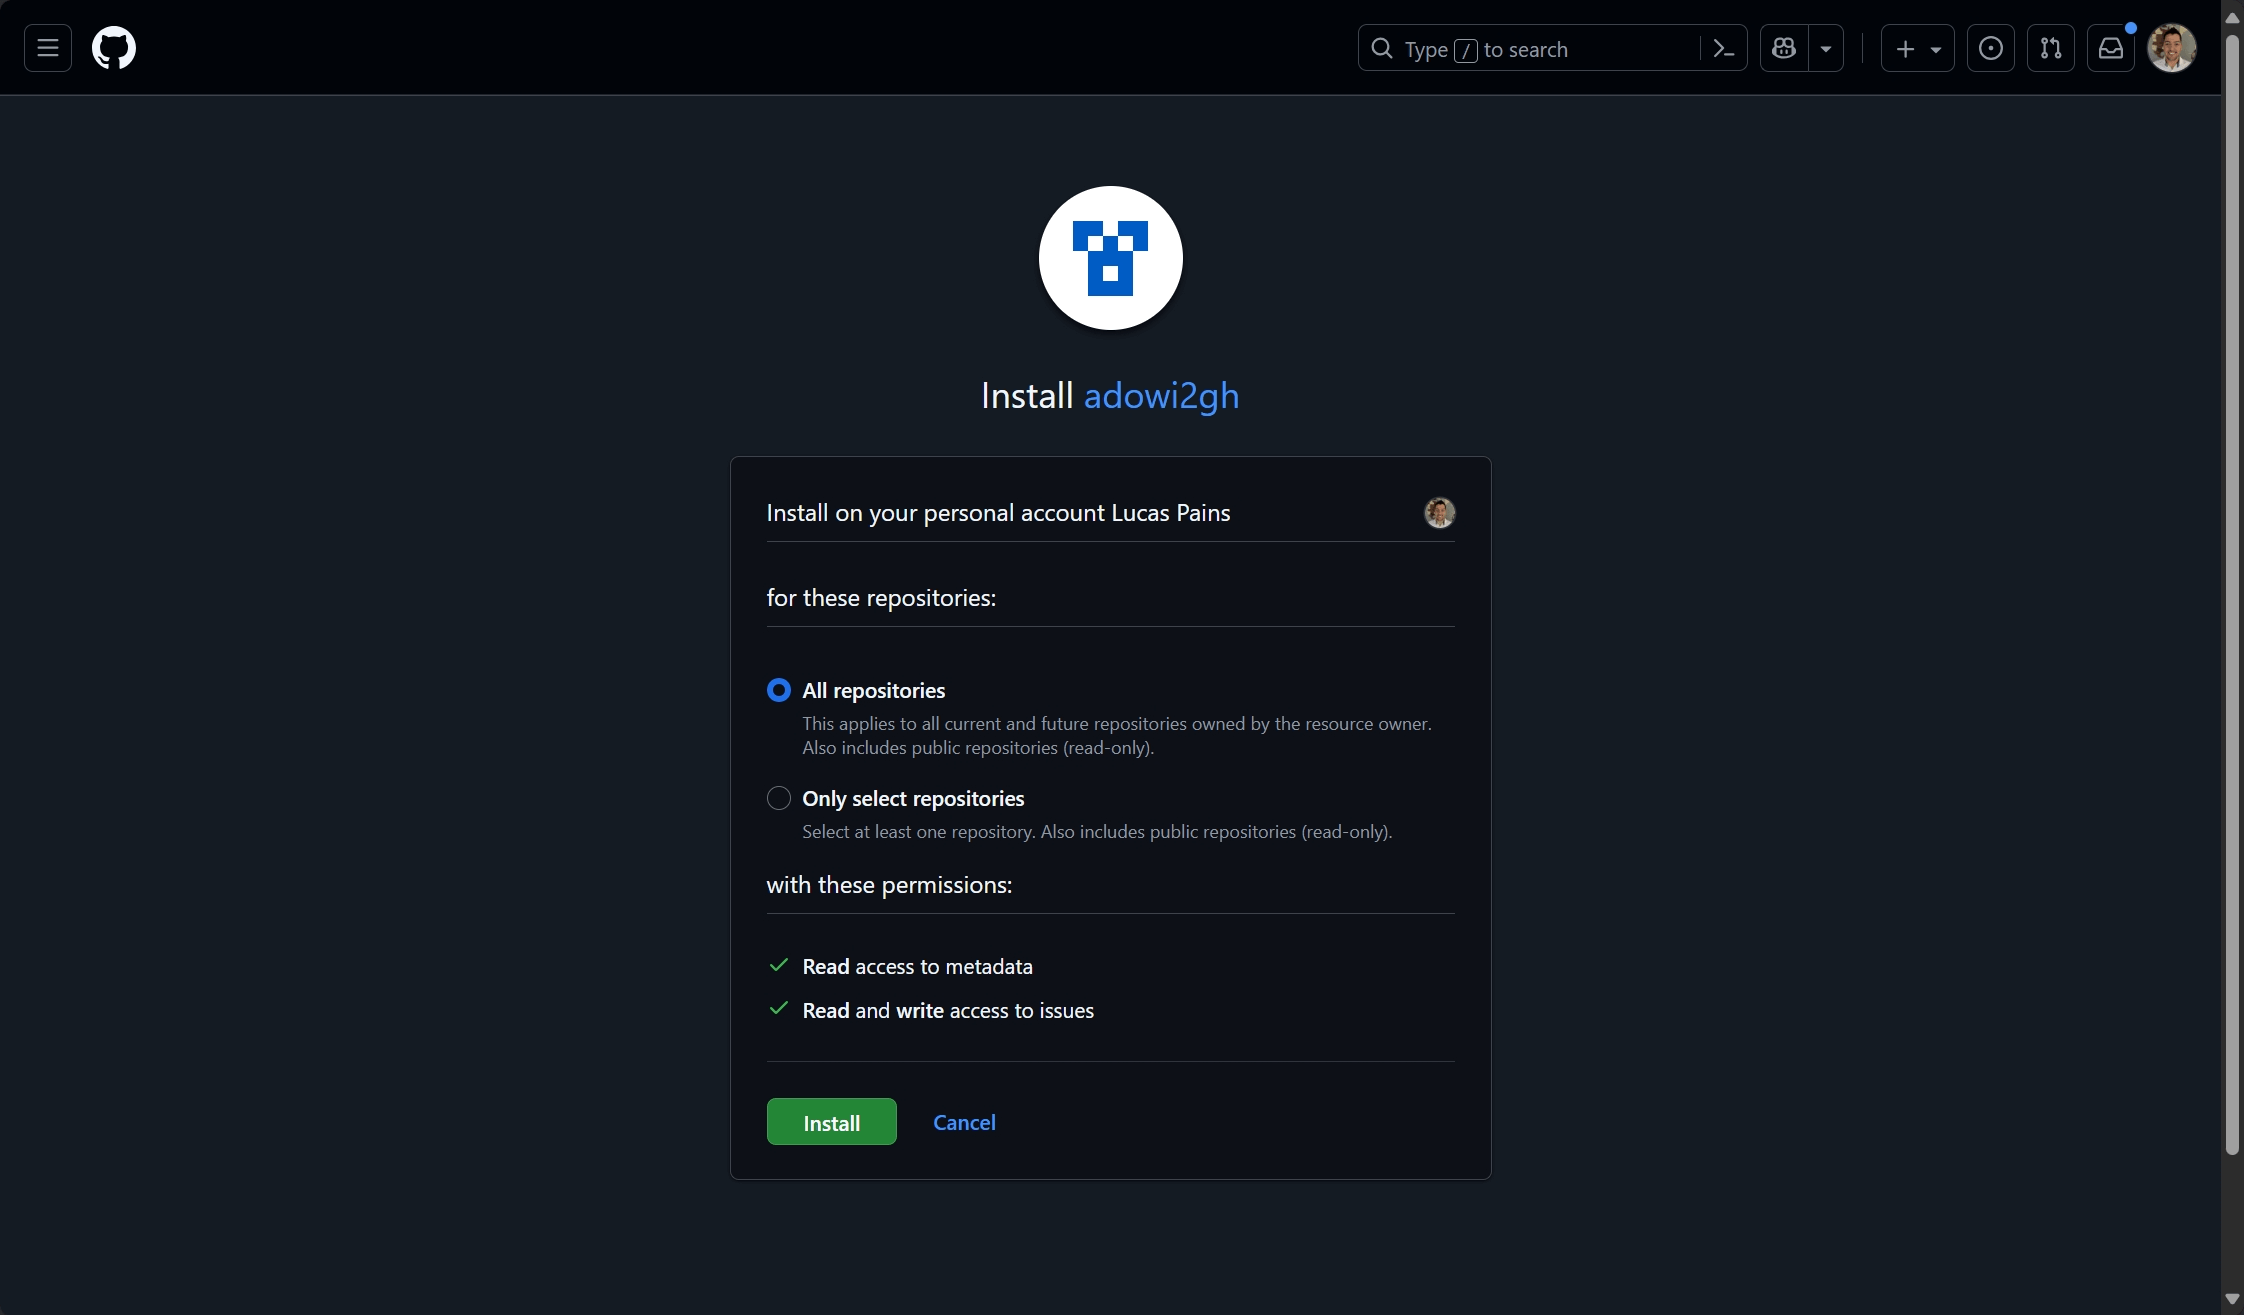 Type / to search
Install adowi2gh
Install on your personal account Lucas Pains
for these repositories:
All repositories
This applies to all current and future repositories owned by the resource owner.
Also includes public repositories (read-only).
Only select repositories
Select at least one repository. Also includes public repositories (read-only).
with these permissions:
Read access to metadata
Read and write access to issues
Install Cancel